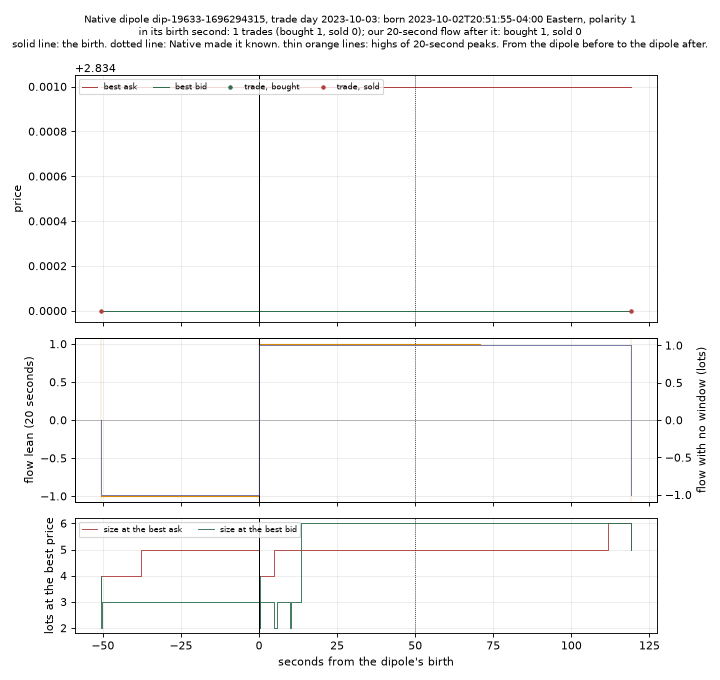 Native dipole dip-19633-1696294315, trade day 2023-10-03: born 2023-10-02T20:51:55-04:00 Eastern, polarity 1
in its birth second: 1 trades (bought 1, sold 0); our 20-second flow after it: bought 1, sold 0
solid line: the birth. dotted line: Native made it known. thin orange lines: highs of 20-second peaks. From the dipole before to the dipole after.
+2.834
best ask
best bid
trade, bought
trade, sold
0.0010
0.0008
0.0006
0.0004
0.0002
0.0000
price
1.0
0.5
0.0
−0.5
−1.0
flow lean (20 seconds)
1.0
0.5
0.0
−0.5
−1.0
flow with no window (lots)
size at the best ask
size at the best bid
6
5
4
3
2
lots at the best price
−50
−25
0
25
50
75
100
125
seconds from the dipole's birth